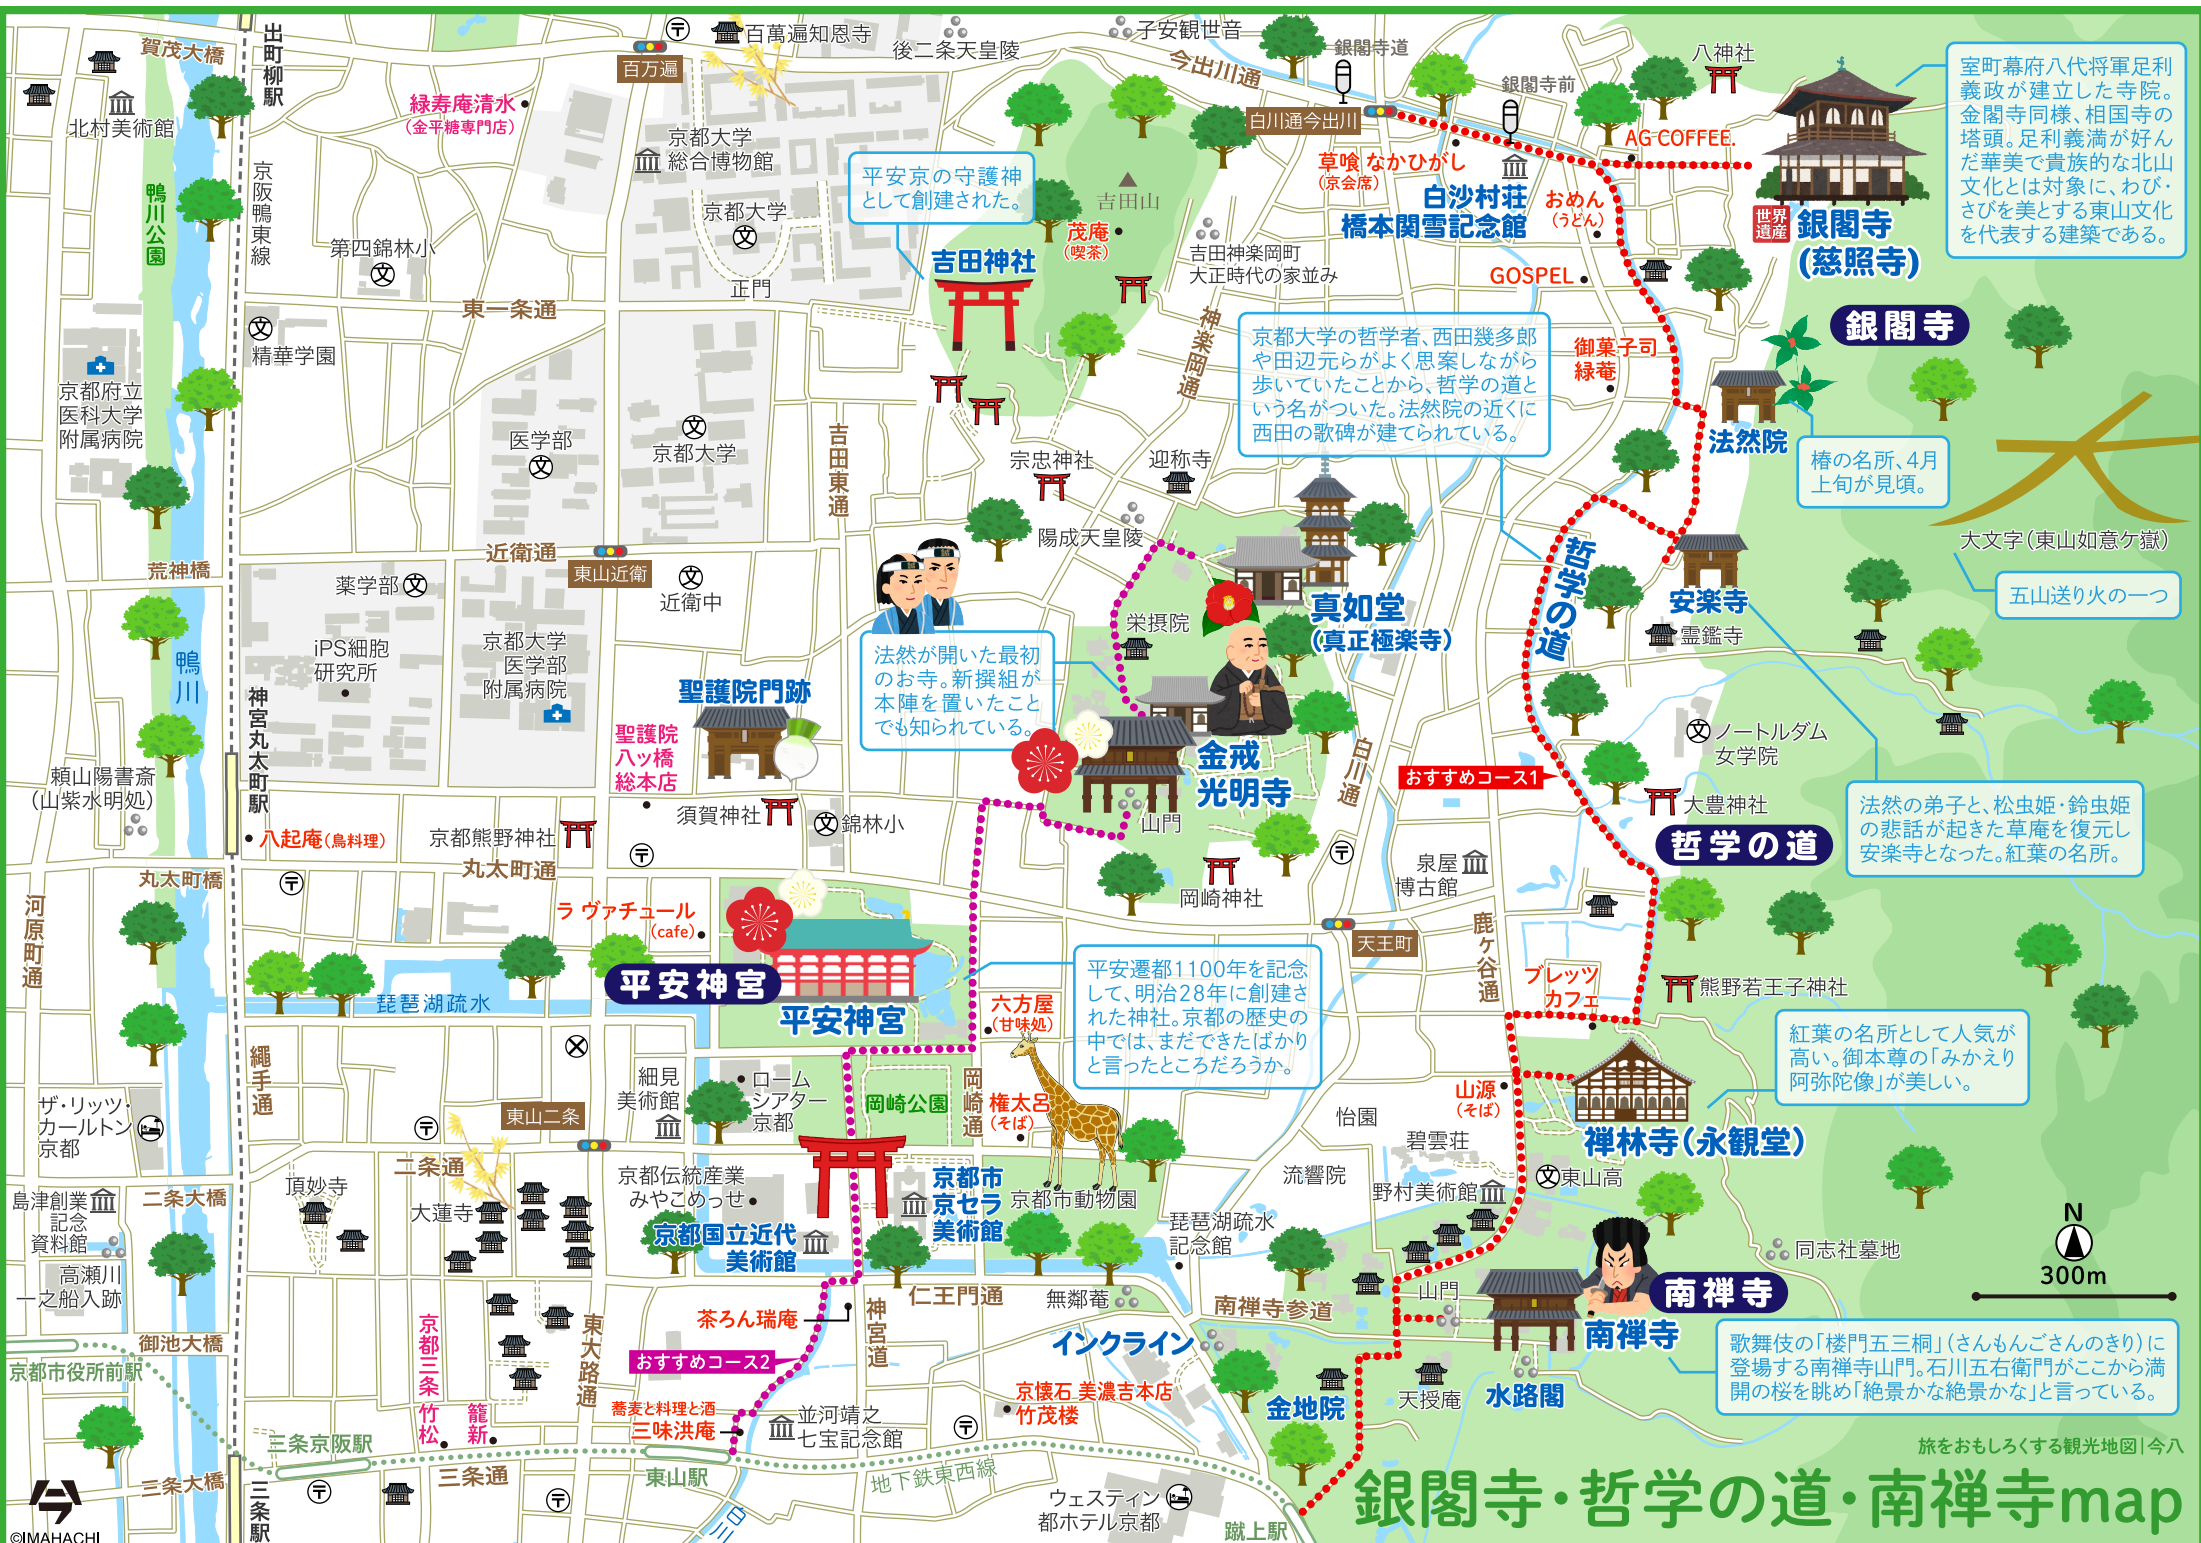 賀茂大橋
出町柳駅
百万遍
百萬遍知恩寺
後二条天皇陵
子安観世音
今出川通
銀閣寺道
銀閣寺前
八神社
北村美術館
緑寿庵清水
(金平糖専門店)
京都大学
総合博物館
白川通今出川
草喰 なかひがし
(京会席)
AG COFFEE.
室町幕府八代将軍足利
義政が建立した寺院。
金閣寺同様、相国寺の
塔頭。足利義満が好ん
だ華美で貴族的な北山
文化とは対象に、わび・
さびを美とする東山文化
を代表する建築である。
鴨川公園
京阪鴨東線
第四錦林小
京都大学
正門
平安京の守護神
として創建された。
吉田山
茂庵
(喫茶)
吉田神社
吉田神楽岡町
大正時代の家並み
白沙村荘
橋本関雪記念館
おめん
(うどん)
GOSPEL
世界
遺産
銀閣寺
(慈照寺)
銀閣寺
東一条通
精華学園
京都府立
医科大学
附属病院
医学部
京都大学
吉田東通
神楽岡通
京都大学の哲学者、西田幾多郎
や田辺元らがよく思案しながら
歩いていたことから、哲学の道と
いう名がついた。法然院の近くに
西田の歌碑が建てられている。
御菓子司
緑菴
法然院
椿の名所、4月
上旬が見頃。
大文字(東山如意ケ嶽)
五山送り火の一つ
宗忠神社
迎称寺
陽成天皇陵
荒神橋
近衛通
東山近衛
近衛中
薬学部
iPS細胞
研究所
京都大学
医学部
附属病院
鴨川
神宮丸太町駅
法然が開いた最初
のお寺。新撰組が
本陣を置いたこと
でも知られている。
栄摂院
真如堂
(真正極楽寺)
哲学の道
安楽寺
霊鑑寺
ノートルダム
女学院
聖護院門跡
聖護院
八ッ橋
総本店
須賀神社
錦林小
金戒
光明寺
山門
白川通
おすすめコース1
大豊神社
哲学の道
法然の弟子と、松虫姫・鈴虫姫
の悲話が起きた草庵を復元し
安楽寺となった。紅葉の名所。
頼山陽書斎
(山紫水明処)
八起庵(鳥料理)
京都熊野神社
丸太町橋
丸太町通
河原町通
岡崎神社
泉屋
博古館
鹿ケ谷通
天王町
ラ ヴァチュール
(cafe)
平安神宮
平安神宮
琵琶湖疏水
六方屋
(甘味処)
平安遷都1100年を記念
して、明治28年に創建さ
れた神社。京都の歴史の
中では、まだできたばかり
と言ったところだろうか。
ブレッツ
カフェ
熊野若王子神社
紅葉の名所として人気が
高い。御本尊の「みかえり
阿弥陀像」が美しい。
縄手通
ザ・リッツ・
カールトン
京都
東山二条
細見
美術館
ローム
シアター
京都
岡崎公園
岡崎通
権太呂
(そば)
山源
(そば)
怡園
碧雲荘
禅林寺(永観堂)
東山高
二条通
二条大橋
頂妙寺
大蓮寺
島津創業
記念
資料館
高瀬川
一之船入跡
京都伝統産業
みやこめっせ
京都国立近代
美術館
京都市
京セラ
美術館
京都市動物園
流響院
野村美術館
琵琶湖疏水
記念館
N
300m
同志社墓地
南禅寺
南禅寺
歌舞伎の「楼門五三桐」(さんもんごさんのきり)に
登場する南禅寺山門。石川五右衛門がここから満
開の桜を眺め「絶景かな絶景かな」と言っている。
御池大橋
京都市役所前駅
京都三条
竹松
籠新
東大路通
茶ろん瑞庵
おすすめコース2
神宮道
仁王門通
無鄰菴
南禅寺参道
山門
インクライン
蕎麦と料理と酒
三味洪庵
並河靖之
七宝記念館
京懐石 美濃吉本店
竹茂楼
金地院
天授庵
水路閣
三条京阪駅
三条大橋
三条通
三条駅
東山駅
地下鉄東西線
白川
ウェスティン
都ホテル京都
蹴上駅
旅をおもしろくする観光地図|今八
銀閣寺・哲学の道・南禅寺map
©IMAHACHI